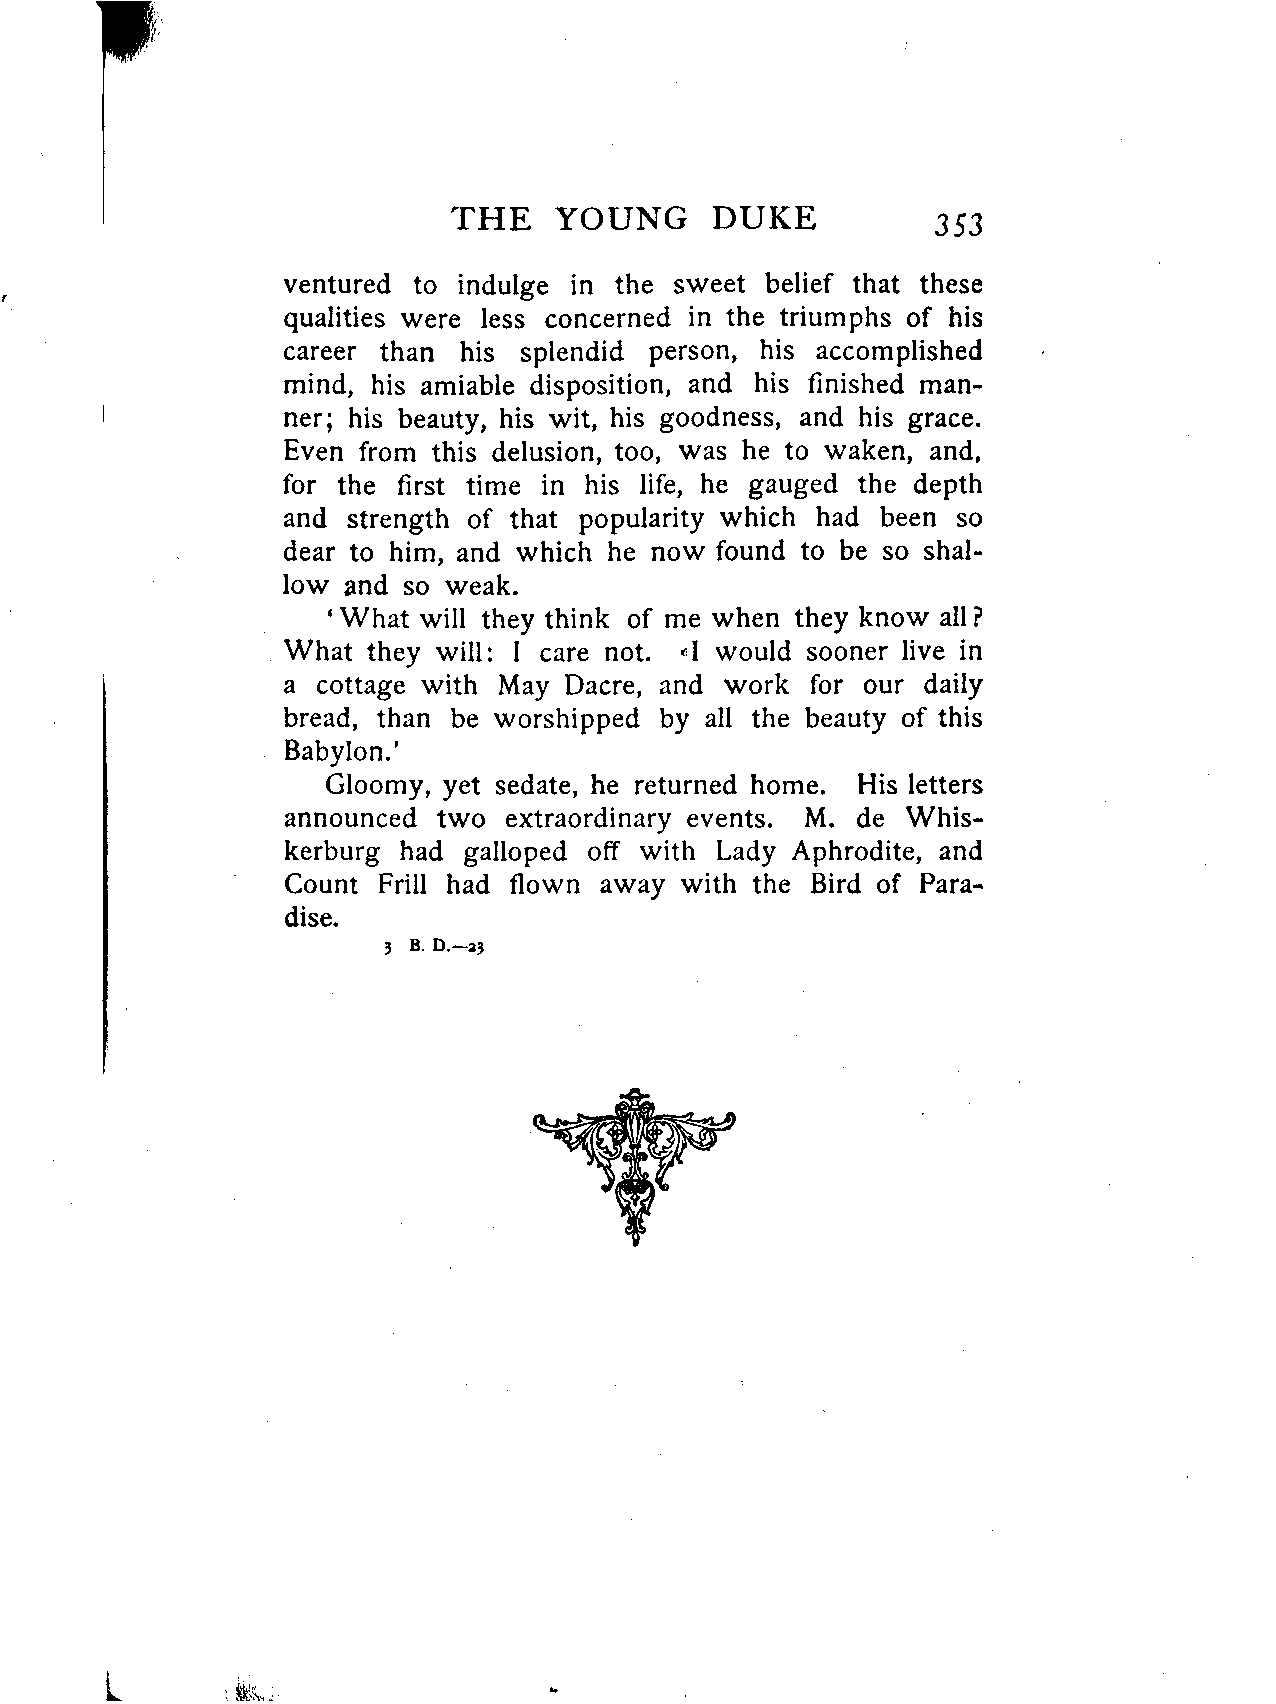 THE YOUNG DUKE 353
ventured to indulge in the sweet belief that these
qualities were less concerned in the triumphs of his
career than his splendid person, his accomplished
mind, his amiable disposition, and his finished man-
ner; his beauty, his wit, his goodness, and his grace.
Even from this delusion, too, was he to waken, and,
for the first time in his life, he gauged the depth
and strength of that popularity which had been so
dear to him, and which he now found to be so shal-
low and so weak.
‘What will they think of me when they know all?
What they will: I care not. I would sooner live in
a cottage with May Dacre, and work for our daily
bread, than be worshipped by all the beauty of this
Babylon.’
Gloomy, yet sedate, he returned home. His letters
announced two extraordinary events. M. de Whis-
kerburg had galloped off with Lady Aphrodite, and
Count Frill had flown away with the Bird of Para-
dise.
3 B. D.—23